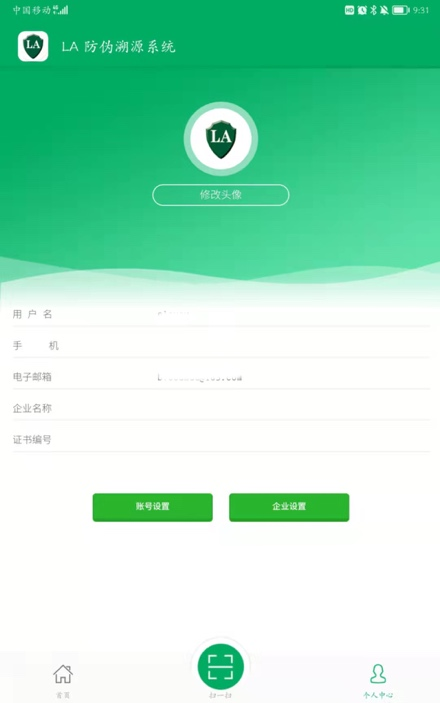 中国移动 9:31
LA LA 防伪溯源系统
LA
修改头像
用 户 名
手 机
电子邮箱
企业名称
证书编号
账号设置 企业设置
首页 扫一扫 个人中心